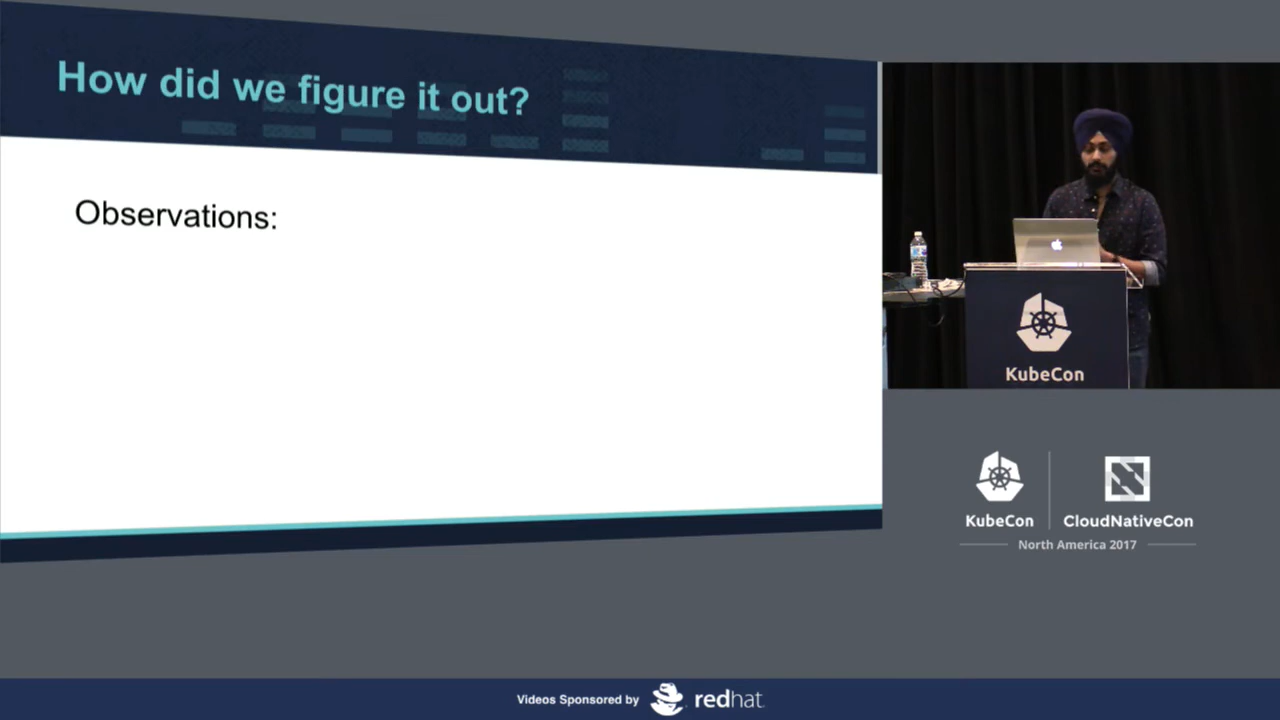 How did we figure it out?
Observations:
KubeCon
KubeCon
CloudNativeCon
North America 2017
Videos Sponsored by
redhat